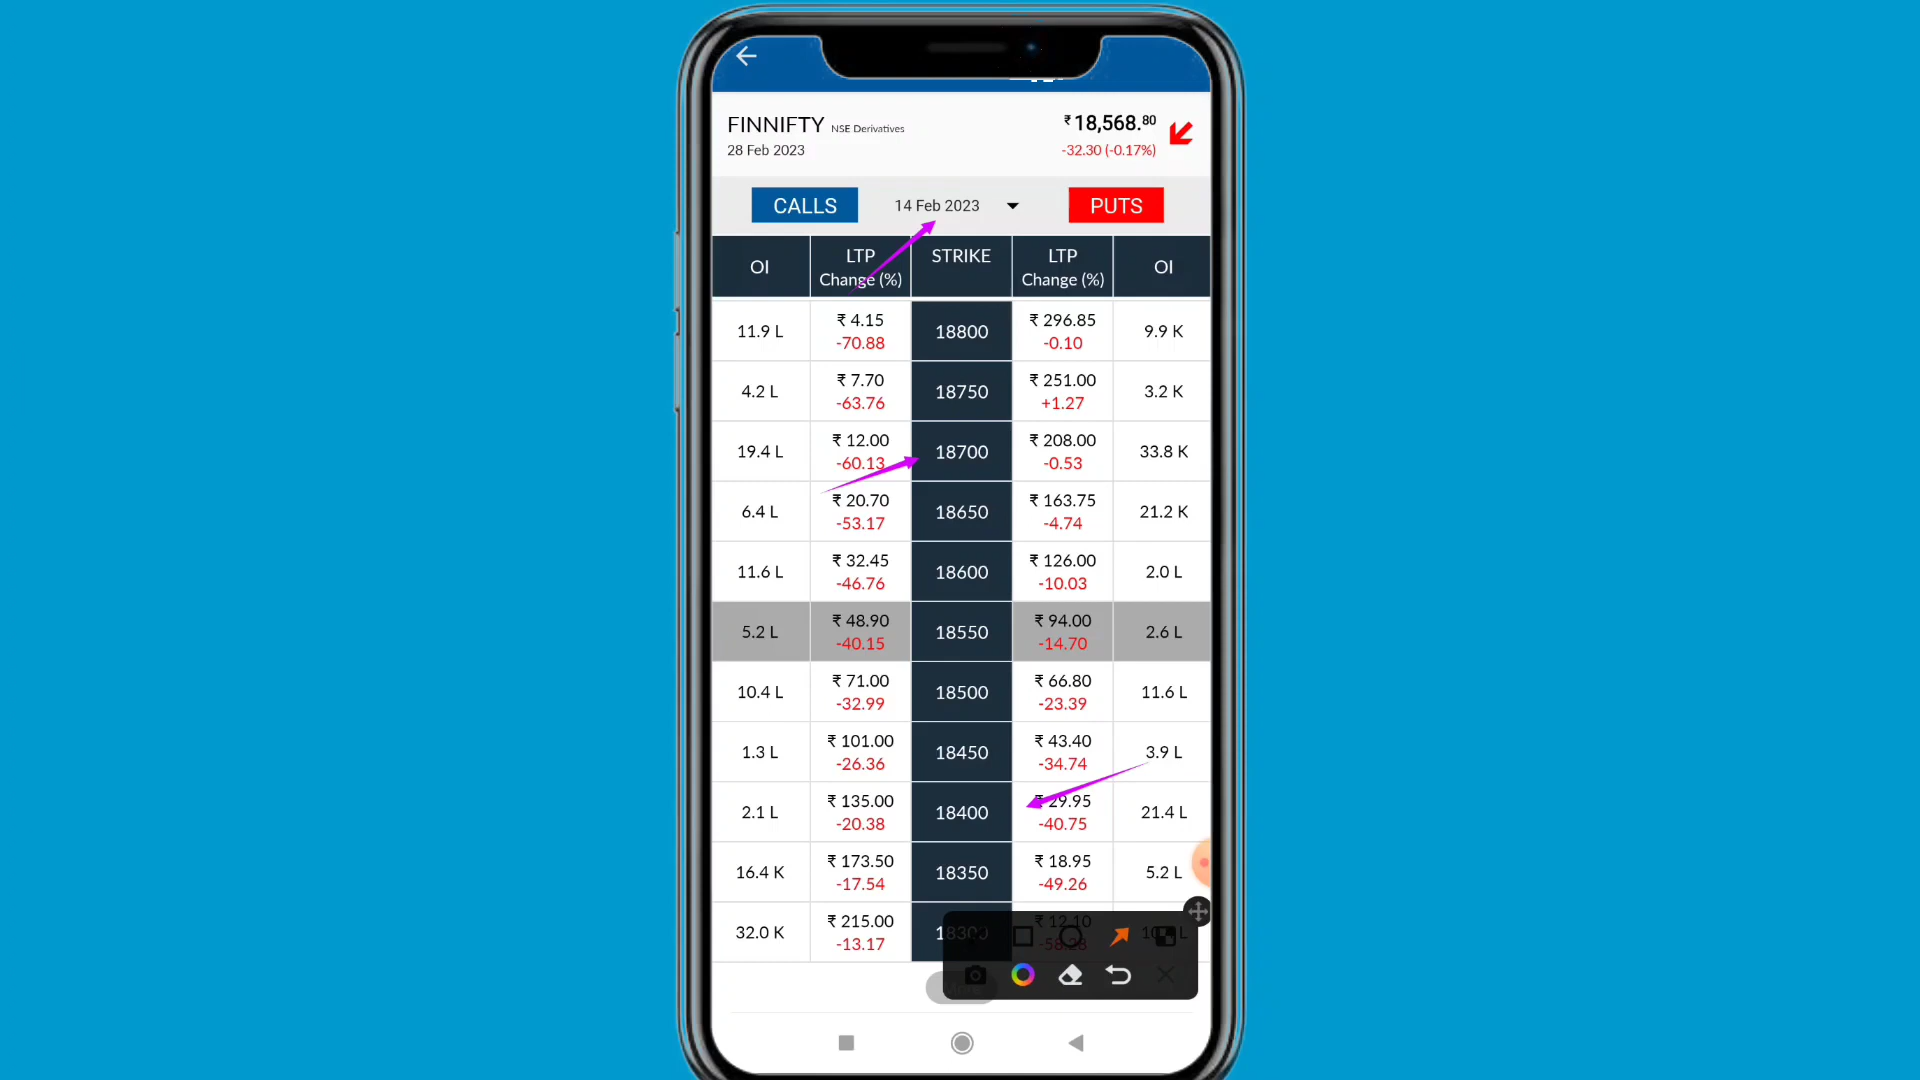 FINNIFTY NSE Derivatives
₹ 18,568.80
28 Feb 2023
-32.30 (-0.17%)
CALLS 14 Feb 2023 PUTS
OI LTP Change (%) STRIKE LTP Change (%) OI
11.9 L ₹ 4.15 -70.88 18800 ₹ 296.85 -0.10 9.9 K
4.2 L ₹ 7.70 -63.76 18750 ₹ 251.00 +1.27 3.2 K
19.4 L ₹ 12.00 -60.13 18700 ₹ 208.00 -0.53 33.8 K
6.4 L ₹ 20.70 -53.17 18650 ₹ 163.75 -4.74 21.2 K
11.6 L ₹ 32.45 -46.76 18600 ₹ 126.00 -10.03 2.0 L
5.2 L ₹ 48.90 -40.15 18550 ₹ 94.00 -14.70 2.6 L
10.4 L ₹ 71.00 -32.99 18500 ₹ 66.80 -23.39 11.6 L
1.3 L ₹ 101.00 -26.36 18450 ₹ 43.40 -34.74 3.9 L
2.1 L ₹ 135.00 -20.38 18400 ₹ 29.95 -40.75 21.4 L
16.4 K ₹ 173.50 -17.54 18350 ₹ 18.95 -49.26 5.2 L
32.0 K ₹ 215.00 -13.17 18300 ₹ 12.10 -58.28